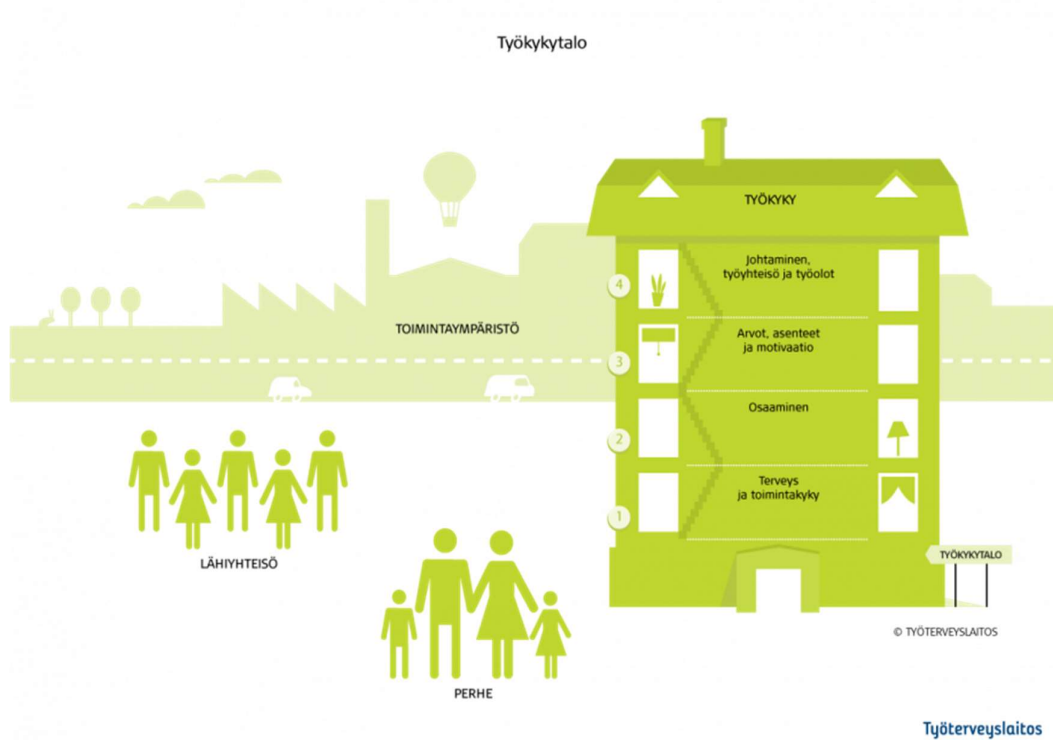 Työkykytalo
TYÖKYKY
Johtaminen,
työyhteisö ja työolot
4
Arvot, asenteet
ja motivaatio
3
Osaaminen
2
Terveys
ja toimintakyky
1
TOIMINTAYMPÄRISTÖ
LÄHIYHTEISÖ
PERHE
TYÖKYKYTALO
© TYÖTERVEYSLAITOS
Työterveyslaitos